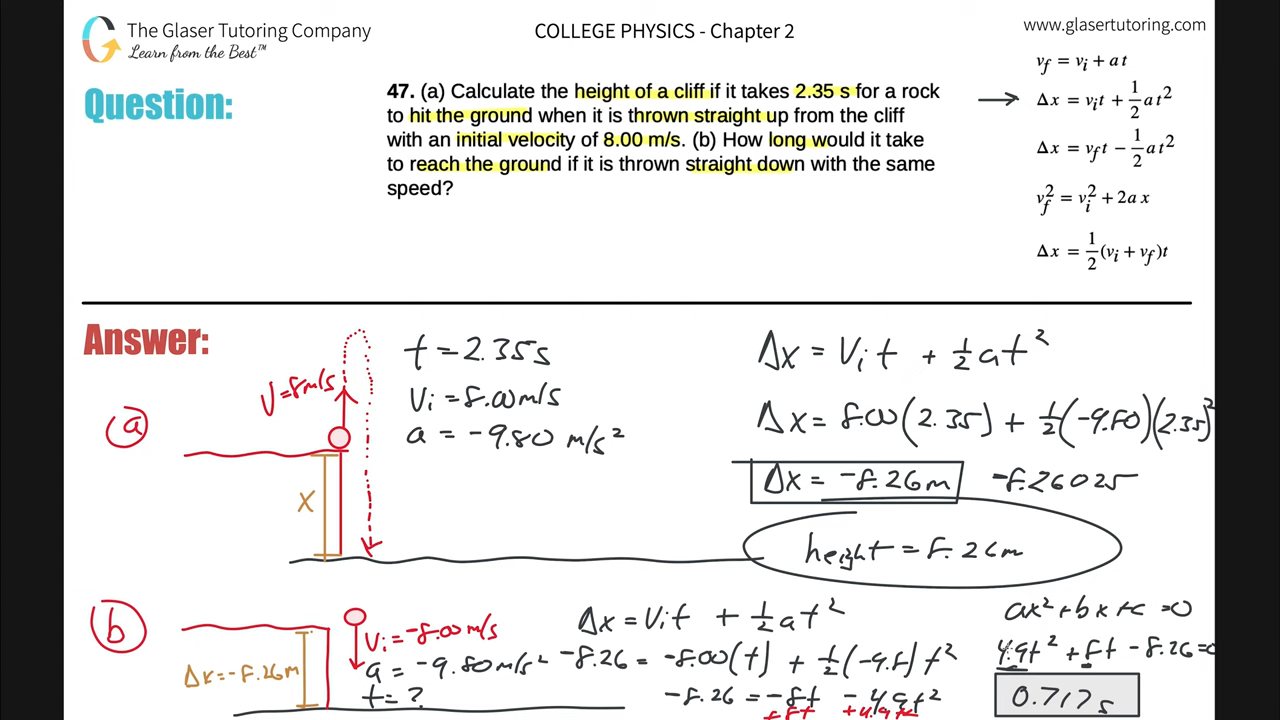 The Glaser Tutoring Company
Learn from the Best™
COLLEGE PHYSICS - Chapter 2
www.glasertutoring.com
Question:
47. (a) Calculate the height of a cliff if it takes 2.35 s for a rock
to hit the ground when it is thrown straight up from the cliff
with an initial velocity of 8.00 m/s. (b) How long would it take
to reach the ground if it is thrown straight down with the same
speed?
v_f = v_i + at
→ Δx = v_i t + 1/2 at²
Δx = v_f t − 1/2 at²
v_f² = v_i² + 2ax
Δx = 1/2 (v_i + v_f)t
Answer:
(a)
V=8m/s
X
t = 2.35s
Vi = 8.00m/s
a = -9.80 m/s²
Δx = Vi t + 1/2 at²
Δx = 8.00(2.35) + 1/2(-9.80)(2.35)²
Δx = -8.26m
-8.26025
height = 8.26m
(b)
Δx=-8.26m
Vi=-8.00m/s
a = -9.80m/s²
t = ?
Δx = Vit + 1/2 at²
-8.26 = -8.00(t) + 1/2(-9.8)t²
-8.26 = -8t - 4.9t²
+8t +4.9t²
ax²+bx+c =0
4.9t² + 8t - 8.26=0
0.717s